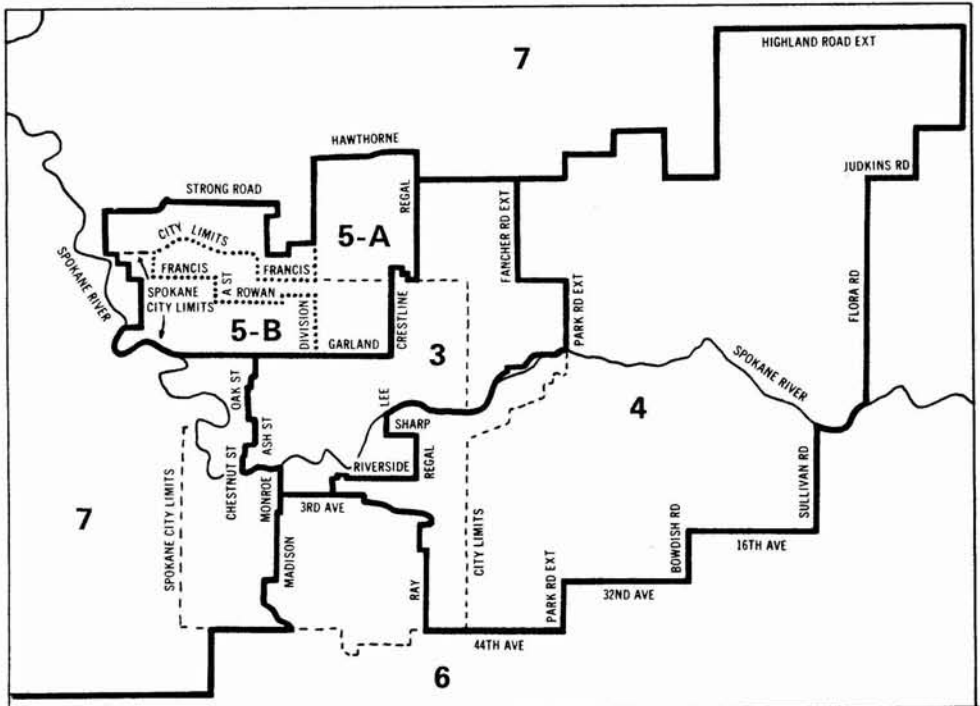 7
HIGHLAND ROAD EXT
HAWTHORNE
JUDKINS RD
STRONG ROAD
REGAL
5-A
FANCHER RD EXT
CITY LIMITS
SPOKANE RIVER
FRANCIS
FRANCIS
A ST
ROWAN
SPOKANE
CITY LIMITS
5-B
DIVISION
GARLAND
CRESTLINE
PARK RD EXT
FLORA RD
3
SPOKANE RIVER
4
OAK ST
ASH ST
LEE
SHARP
REGAL
RIVERSIDE
CHESTNUT ST
MONROE
3RD AVE
SPOKANE CITY LIMITS
7
MADISON
RAY
CITY LIMITS
SULLIVAN RD
BOWDISH RD
16TH AVE
PARK RD EXT
32ND AVE
44TH AVE
6